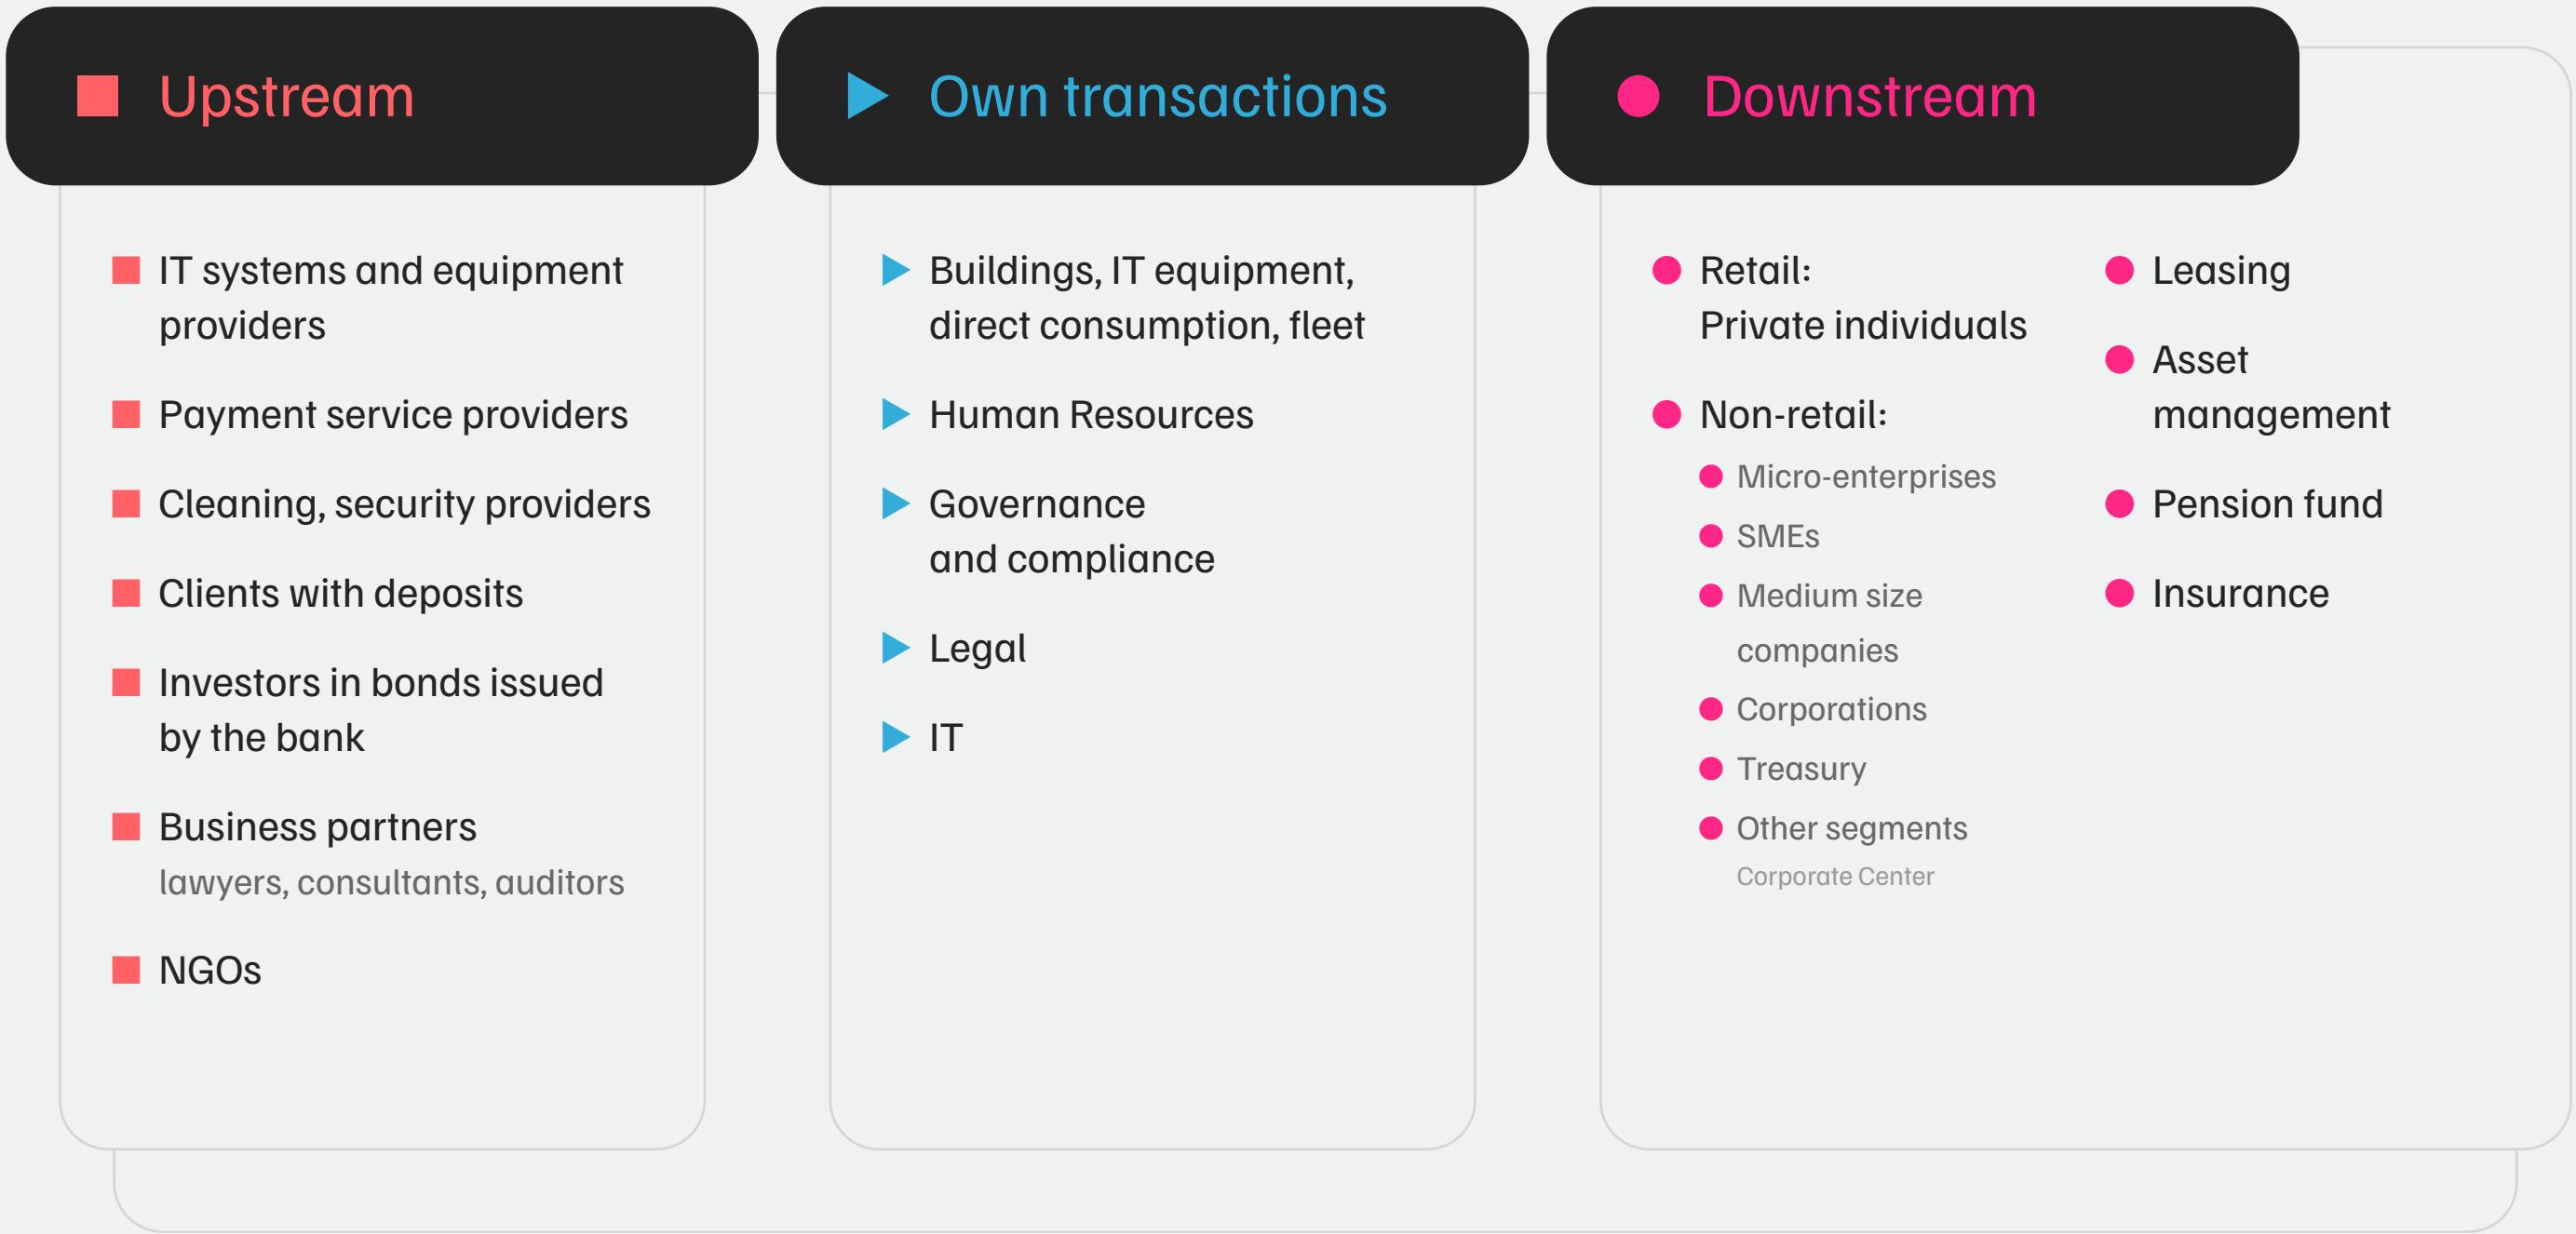 Upstream
IT systems and equipment
providers
Payment service providers
Cleaning, security providers
Clients with deposits
Investors in bonds issued
by the bank
Business partners
lawyers, consultants, auditors
NGOs
Own transactions
Buildings, IT equipment,
direct consumption, fleet
Human Resources
Governance
and compliance
Legal
IT
Downstream
Retail:
Private individuals
Non-retail:
Micro-enterprises
SMEs
Medium size
companies
Corporations
Treasury
Other segments
Corporate Center
Leasing
Asset
management
Pension fund
Insurance